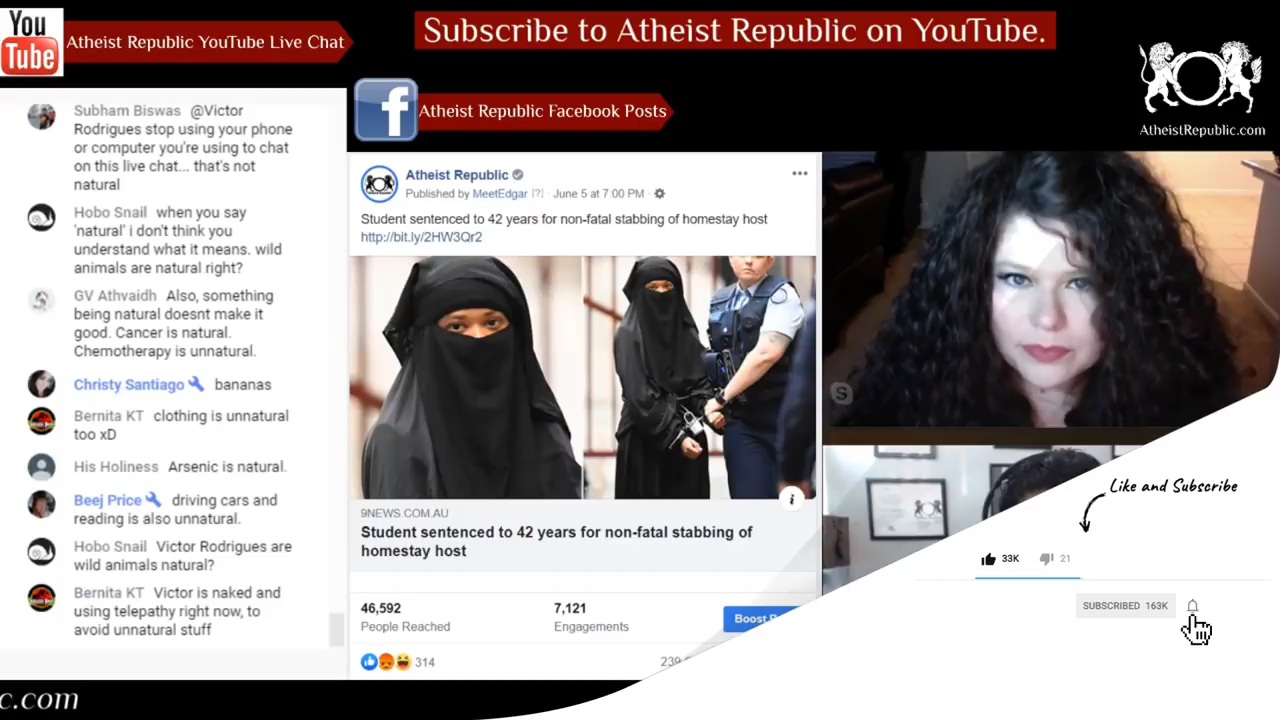 You
Tube
Atheist Republic YouTube Live Chat
Subscribe to Atheist Republic on YouTube.
AtheistRepublic.com
f
Atheist Republic Facebook Posts
Subham Biswas @Victor
Rodrigues stop using your phone
or computer you're using to chat
on this live chat... that's not
natural
Hobo Snail when you say
'natural' i don't think you
understand what it means. wild
animals are natural right?
GV Athvaidh Also, something
being natural doesnt make it
good. Cancer is natural.
Chemotherapy is unnatural.
Christy Santiago bananas
Bernita KT clothing is unnatural
too xD
His Holiness Arsenic is natural.
Beej Price driving cars and
reading is also unnatural.
Hobo Snail Victor Rodrigues are
wild animals natural?
Bernita KT Victor is naked and
using telepathy right now, to
avoid unnatural stuff
Atheist Republic
Published by MeetEdgar [?] · June 5 at 7:00 PM ·
Student sentenced to 42 years for non-fatal stabbing of homestay host
http://bit.ly/2HW3Qr2
9NEWS.COM.AU
Student sentenced to 42 years for non-fatal stabbing of
homestay host
46,592
People Reached
7,121
Engagements
Boost
314
Like and Subscribe
33K
21
SUBSCRIBED 163K
c.com